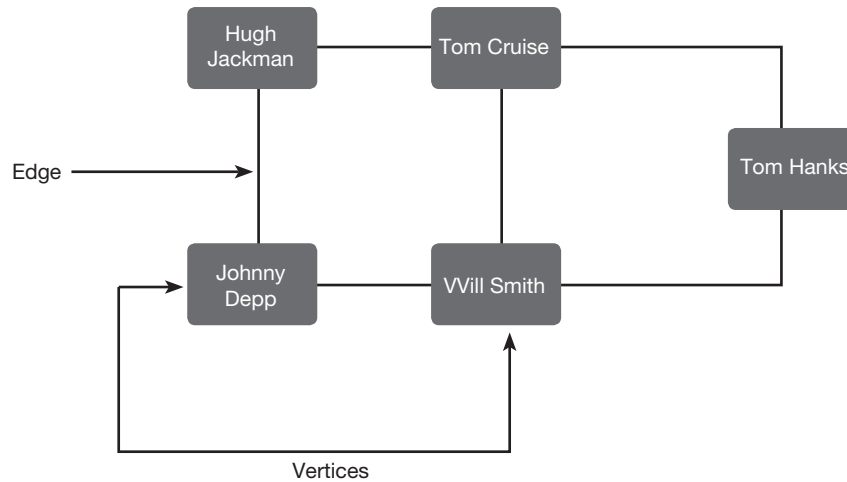 Hugh
Jackman
Tom Cruise
Tom Hanks
Edge
Johnny
Depp
VVill Smith
Vertices